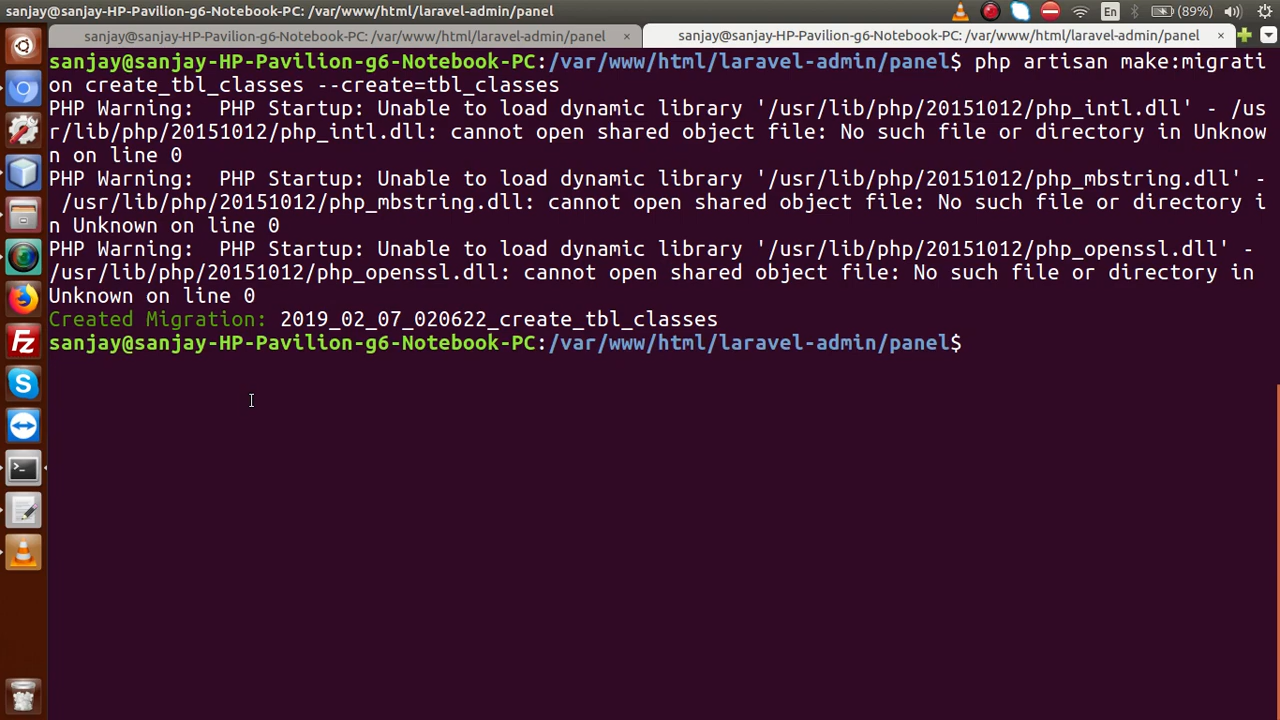 sanjay@sanjay-HP-Pavilion-g6-Notebook-PC: /var/www/html/laravel-admin/panel
En
(89%)
sanjay@sanjay-HP-Pavilion-g6-Notebook-PC: /var/www/html/laravel-admin/panel ×
sanjay@sanjay-HP-Pavilion-g6-Notebook-PC: /var/www/html/laravel-admin/panel ×
sanjay@sanjay-HP-Pavilion-g6-Notebook-PC:/var/www/html/laravel-admin/panel$ php artisan make:migrati
on create_tbl_classes --create=tbl_classes
PHP Warning:  PHP Startup: Unable to load dynamic library '/usr/lib/php/20151012/php_intl.dll' - /us
r/lib/php/20151012/php_intl.dll: cannot open shared object file: No such file or directory in Unknow
n on line 0
PHP Warning:  PHP Startup: Unable to load dynamic library '/usr/lib/php/20151012/php_mbstring.dll' -
 /usr/lib/php/20151012/php_mbstring.dll: cannot open shared object file: No such file or directory i
n Unknown on line 0
PHP Warning:  PHP Startup: Unable to load dynamic library '/usr/lib/php/20151012/php_openssl.dll' -
/usr/lib/php/20151012/php_openssl.dll: cannot open shared object file: No such file or directory in
Unknown on line 0
Created Migration: 2019_02_07_020622_create_tbl_classes
sanjay@sanjay-HP-Pavilion-g6-Notebook-PC:/var/www/html/laravel-admin/panel$